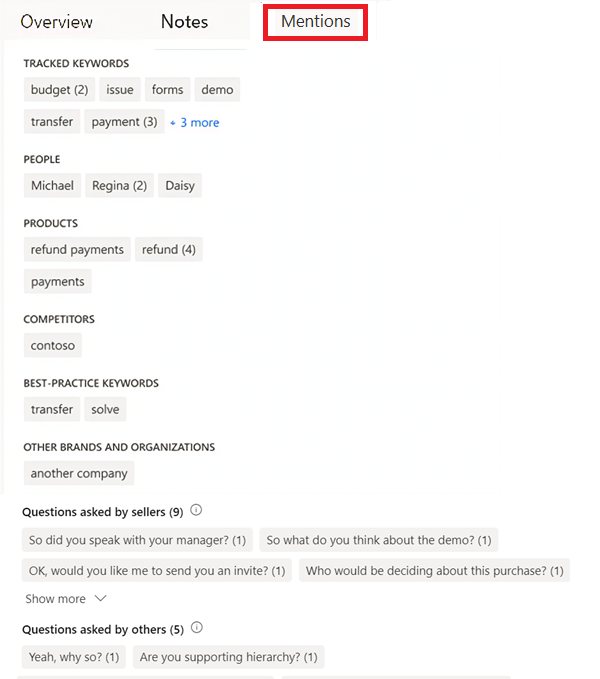 Overview Notes Mentions
TRACKED KEYWORDS
budget (2) issue forms demo
transfer payment (3) + 3 more
PEOPLE
Michael Regina (2) Daisy
PRODUCTS
refund payments refund (4)
payments
COMPETITORS
contoso
BEST-PRACTICE KEYWORDS
transfer solve
OTHER BRANDS AND ORGANIZATIONS
another company
Questions asked by sellers (9)
So did you speak with your manager? (1) So what do you think about the demo? (1)
OK, would you like me to send you an invite? (1) Who would be deciding about this purchase? (1)
Show more
Questions asked by others (5)
Yeah, why so? (1) Are you supporting hierarchy? (1)